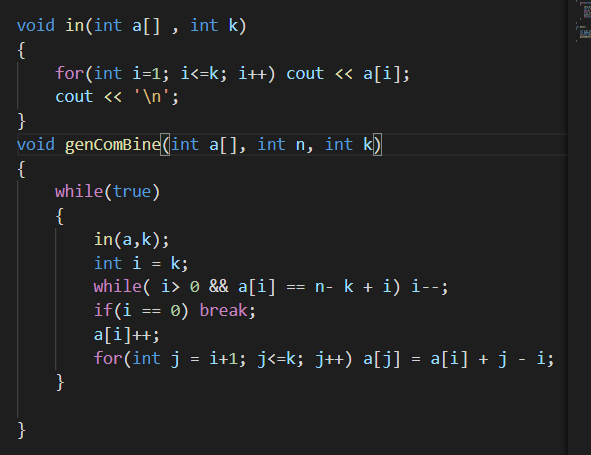 void in(int a[] , int k)
{
    for(int i=1; i<=k; i++) cout << a[i];
    cout << '\n';
}
void genComBine(int a[], int n, int k)
{
    while(true)
    {
        in(a,k);
        int i = k;
        while( i> 0 && a[i] == n- k + i) i--;
        if(i == 0) break;
        a[i]++;
        for(int j = i+1; j<=k; j++) a[j] = a[i] + j - i;
    }

}